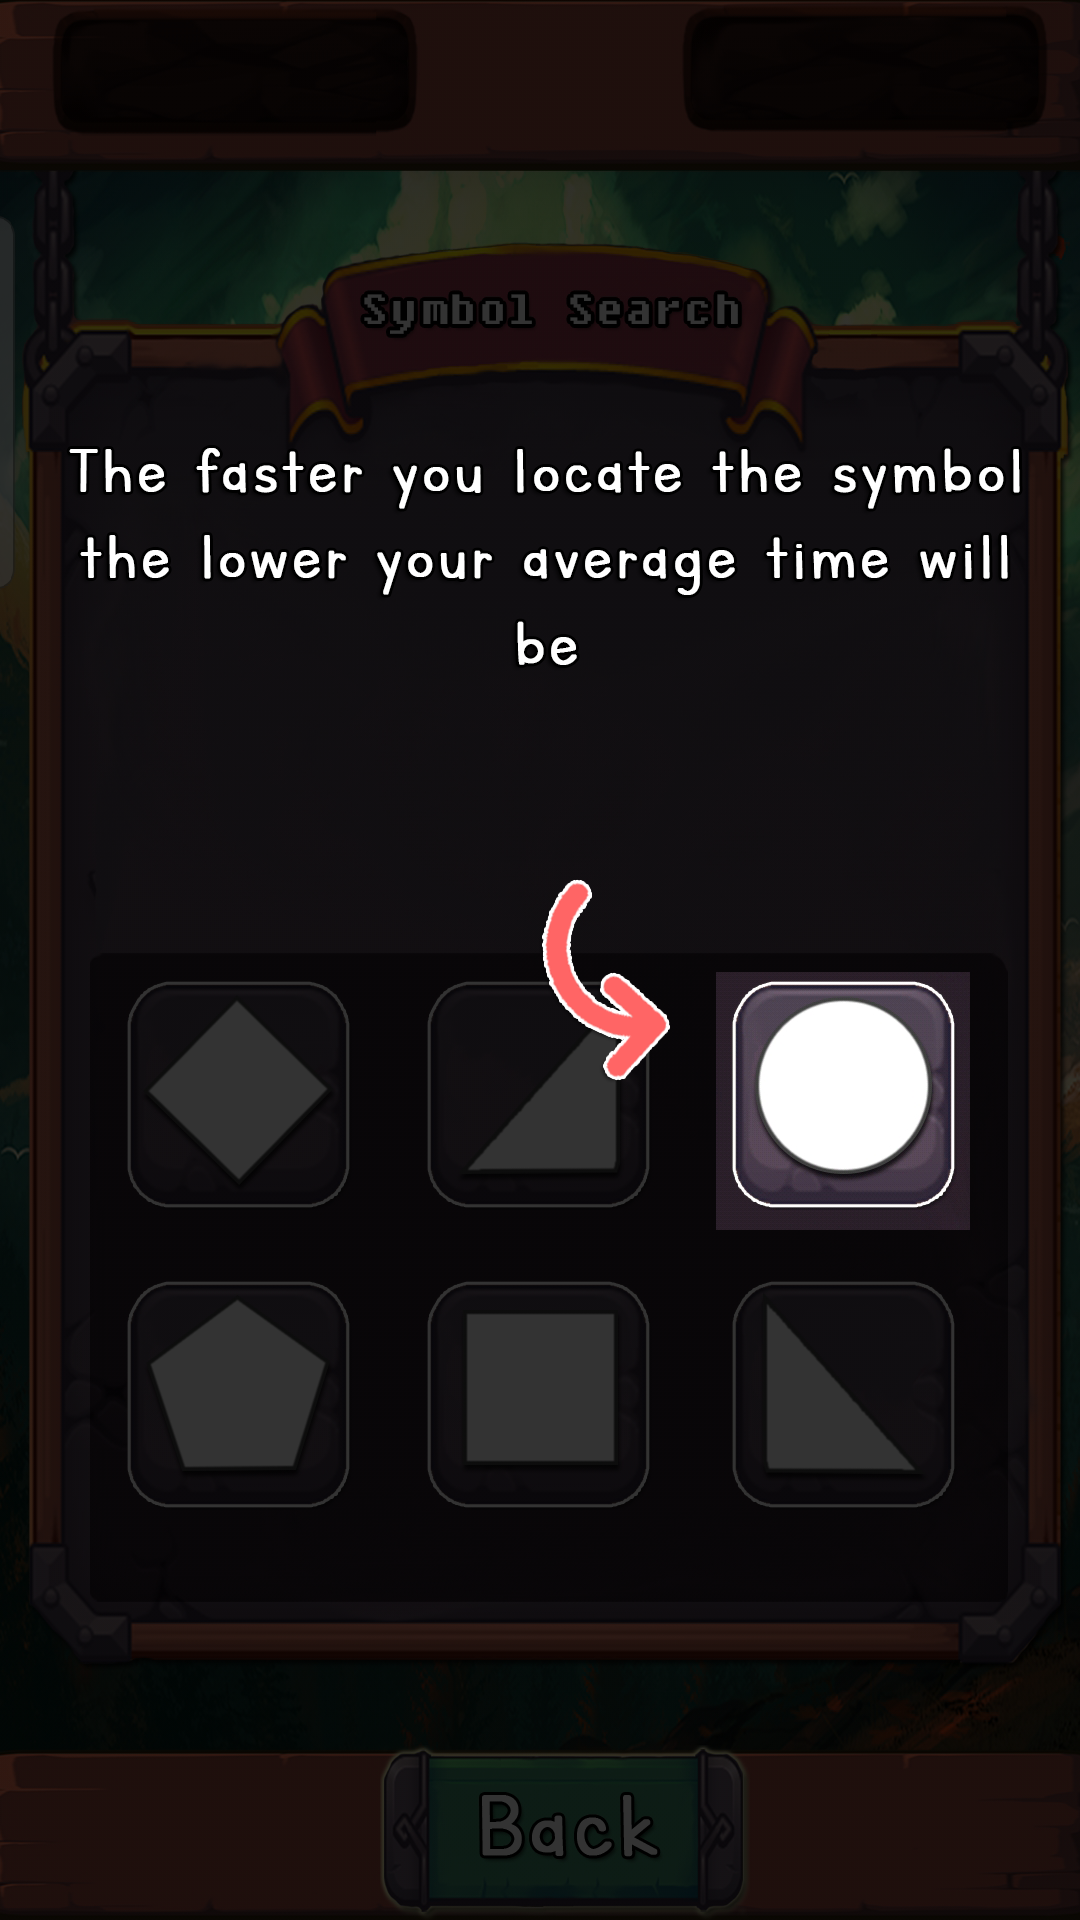 Symbol Search
The faster you locate the symbol
the lower your average time will
be
Back